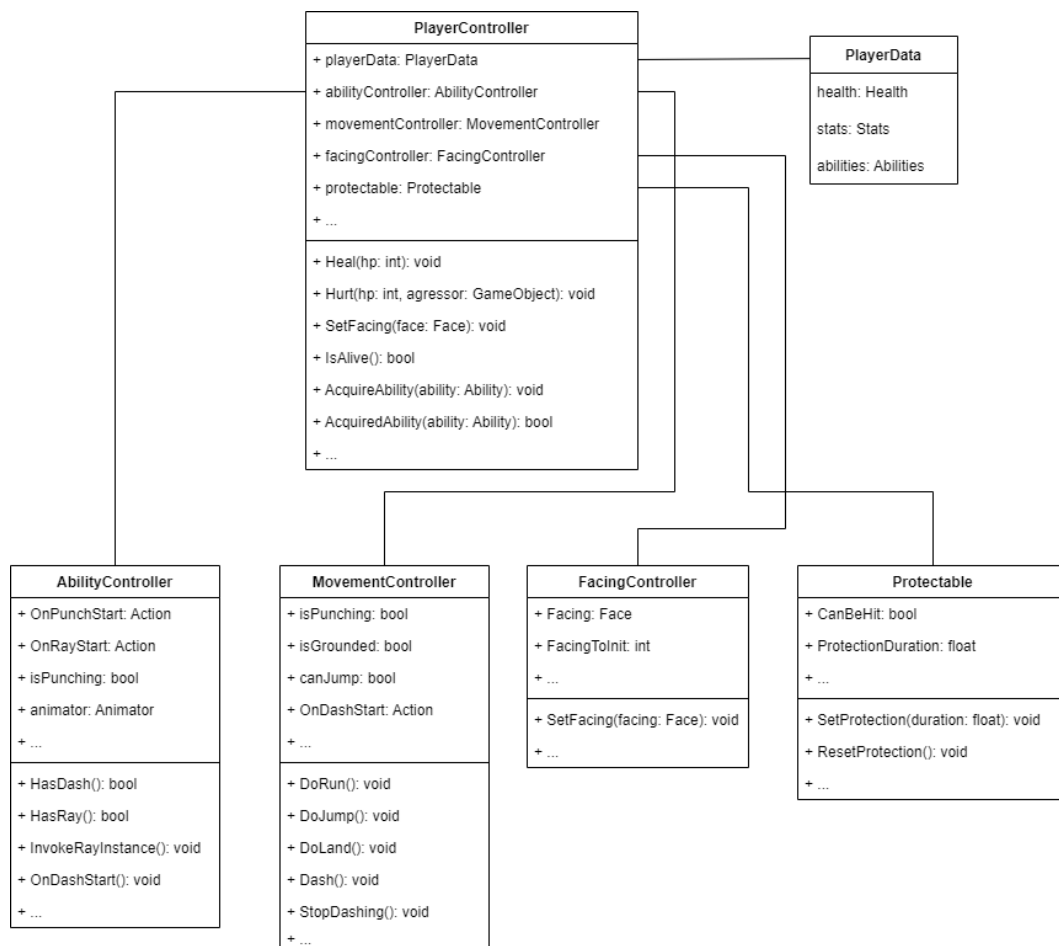 PlayerController
+ playerData: PlayerData
+ abilityController: AbilityController
+ movementController: MovementController
+ facingController: FacingController
+ protectable: Protectable
+ ...
+ Heal(hp: int): void
+ Hurt(hp: int, agressor: GameObject): void
+ SetFacing(face: Face): void
+ IsAlive(): bool
+ AcquireAbility(ability: Ability): void
+ AcquiredAbility(ability: Ability): bool
+ ...
PlayerData
health: Health
stats: Stats
abilities: Abilities
AbilityController
+ OnPunchStart: Action
+ OnRayStart: Action
+ isPunching: bool
+ animator: Animator
+ ...
+ HasDash(): bool
+ HasRay(): bool
+ InvokeRayInstance(): void
+ OnDashStart(): void
+ ...
MovementController
+ isPunching: bool
+ isGrounded: bool
+ canJump: bool
+ OnDashStart: Action
+ ...
+ DoRun(): void
+ DoJump(): void
+ DoLand(): void
+ Dash(): void
+ StopDashing(): void
+ ...
FacingController
+ Facing: Face
+ FacingToInit: int
+ ...
+ SetFacing(facing: Face): void
+ ...
Protectable
+ CanBeHit: bool
+ ProtectionDuration: float
+ ...
+ SetProtection(duration: float): void
+ ResetProtection(): void
+ ...